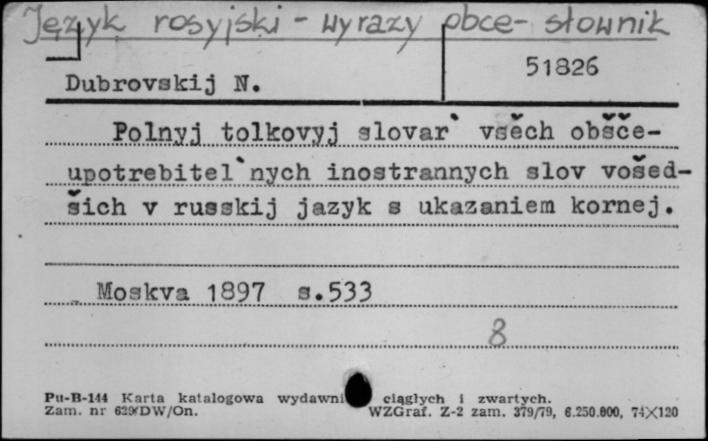 Język rosyjski - wyrazy obce - słownik
51826
Dubrovskij N.
Polnyj tolkovyj slovar` vsěch obšče-
upotrebitel`nych inostrannych slov vošed-
šich v russkij jazyk s ukazaniem kornej.
Moskva 1897 s.533
8
Pu-B-144 Karta katalogowa wydawni ciągłych i zwartych.
Zam. nr 629/DW/On. WZGraf. Z-2 zam. 379/79, 6.250.000, 74X120